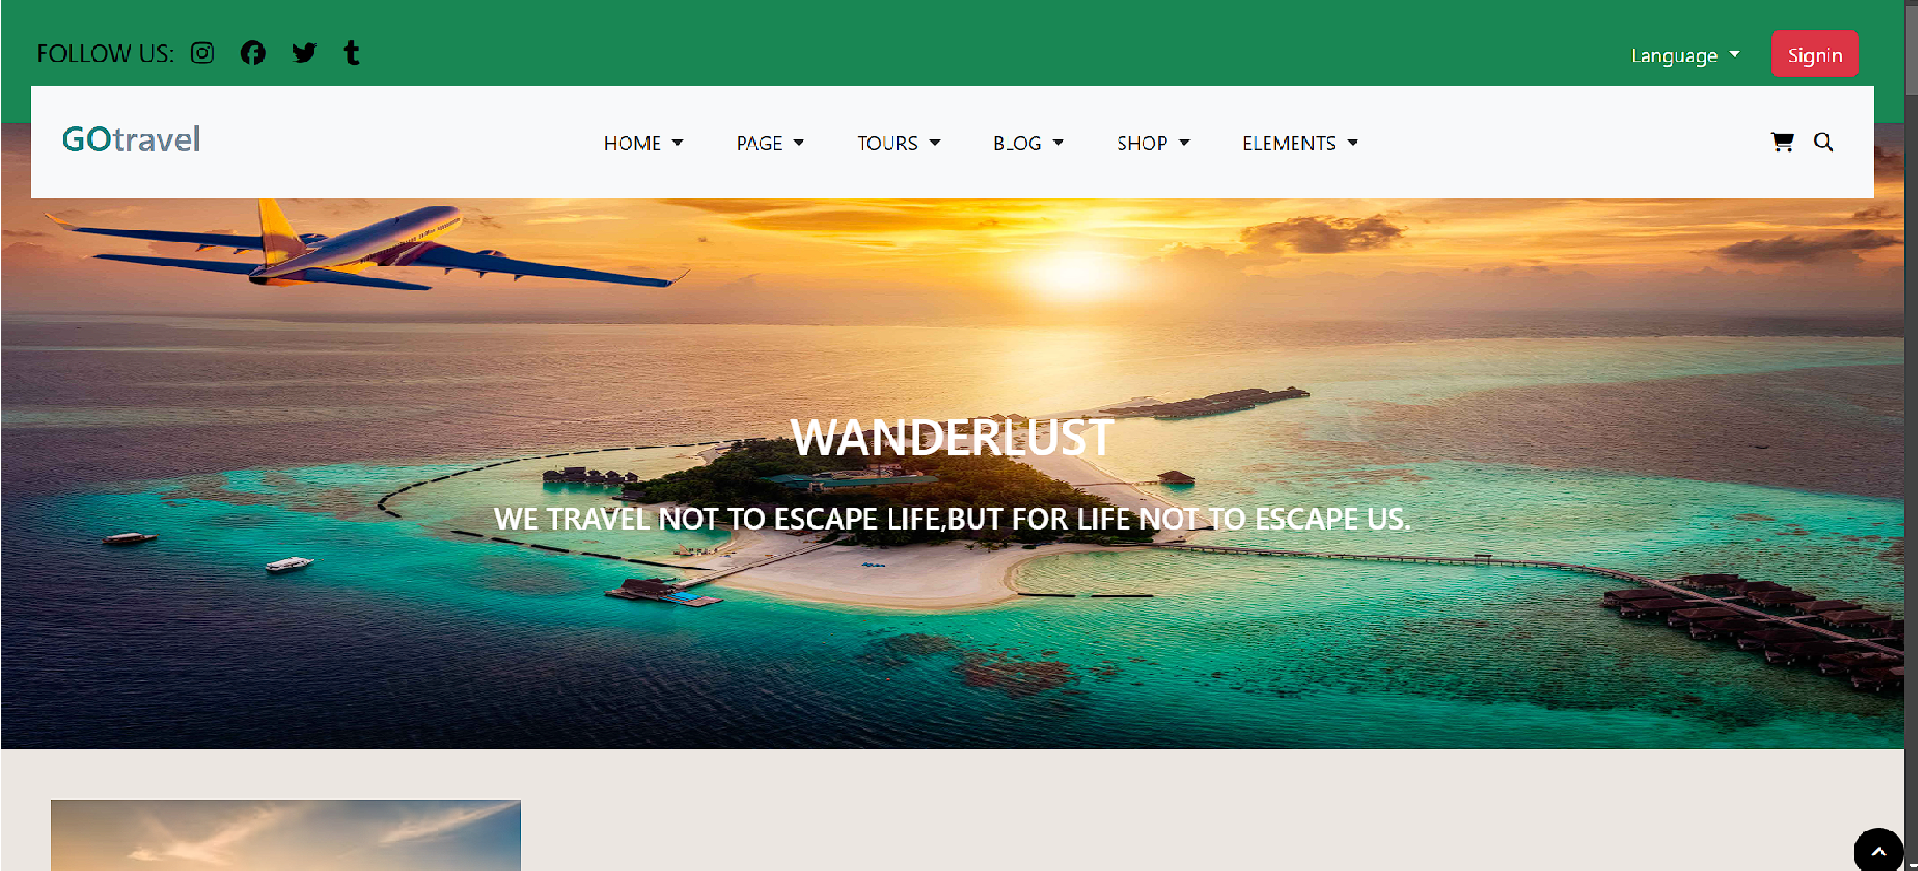 FOLLOW US:
Language
Signin
GOtravel
HOME
PAGE
TOURS
BLOG
SHOP
ELEMENTS
WANDERLUST
WE TRAVEL NOT TO ESCAPE LIFE,BUT FOR LIFE NOT TO ESCAPE US.